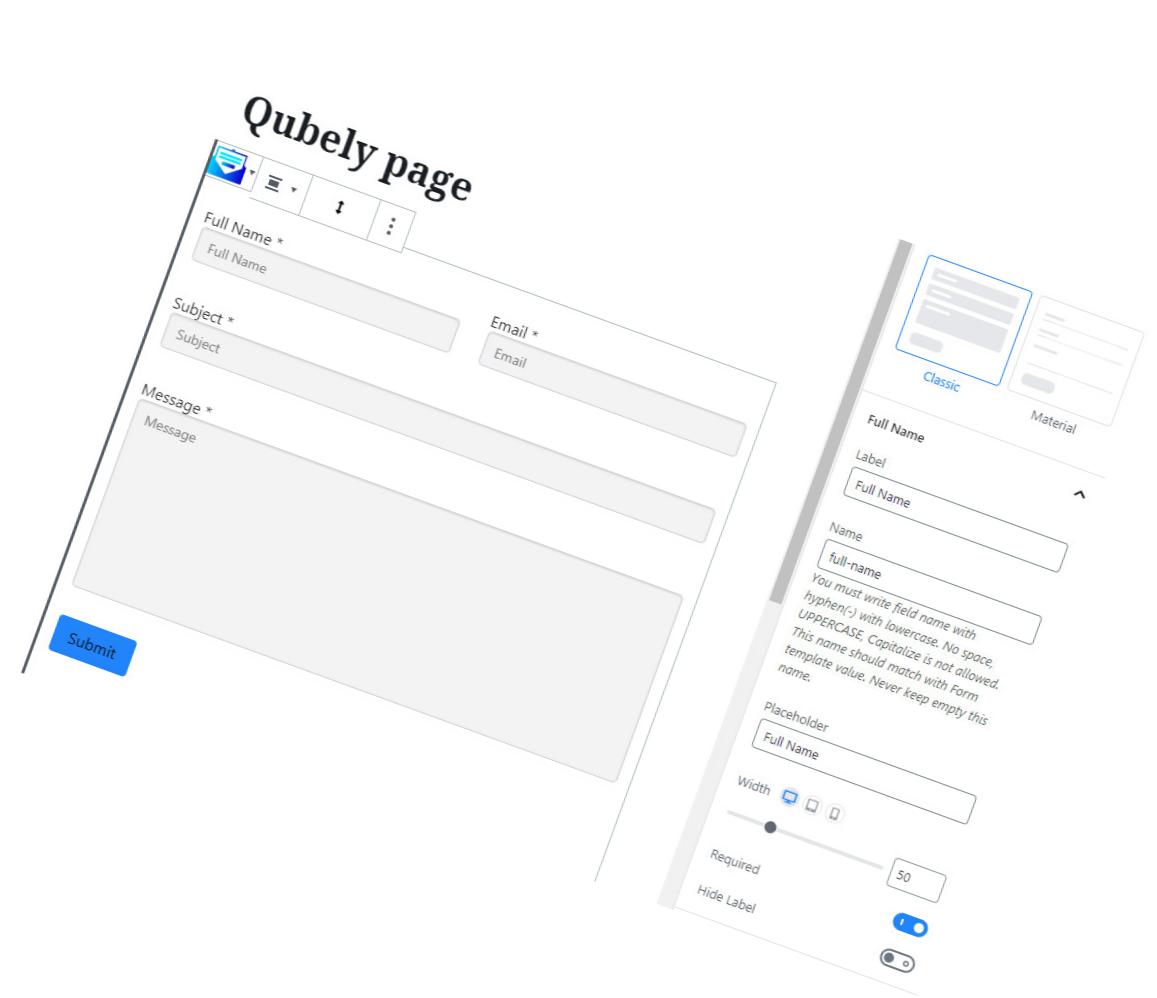 Qubely page
Full Name *
Full Name
Email *
Email
Subject *
Subject
Message *
Message
Submit
Classic
Material
Full Name
Label
Full Name
Name
full-name
You must write field name with
hyphen(-) with lowercase. No space,
UPPERCASE, Capitalize is not allowed.
This name should match with Form
template value. Never keep empty this
name.
Placeholder
Full Name
Width
50
Required
Hide Label